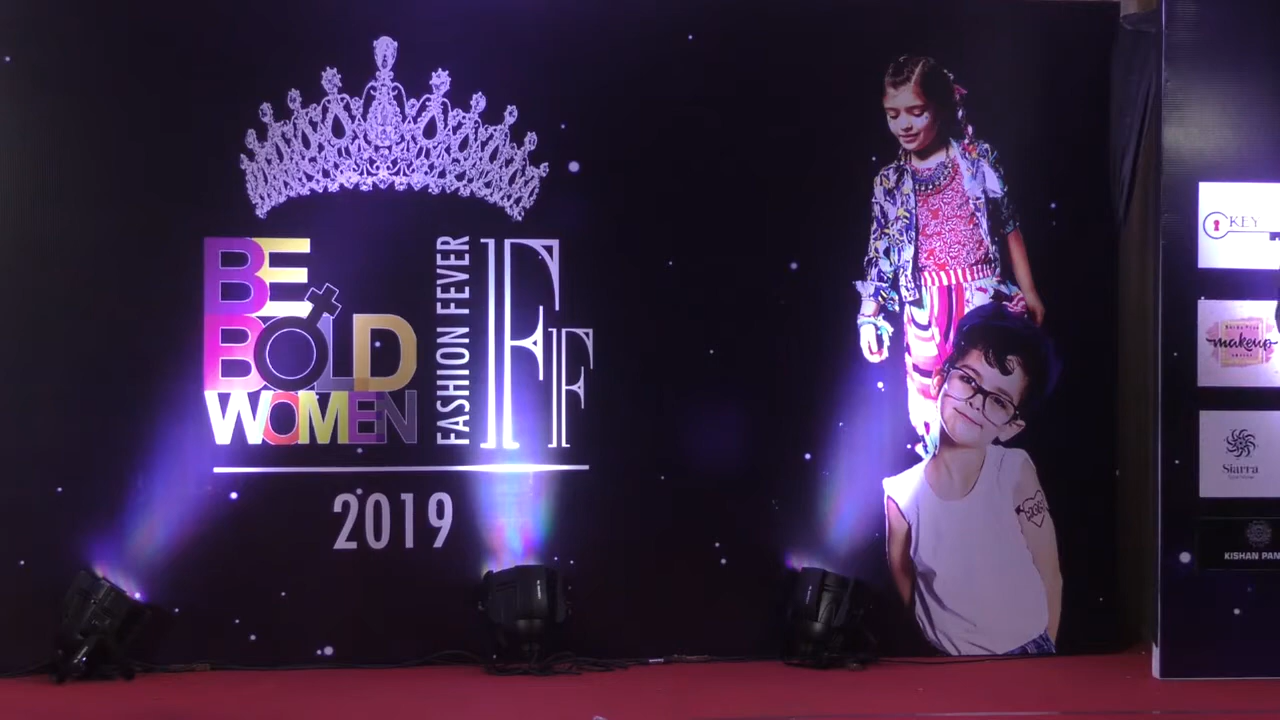 BE
BOLD
WOMEN
FASHION FEVER
FF
2019
KEY
makeup
Siarra
KISHAN PAN